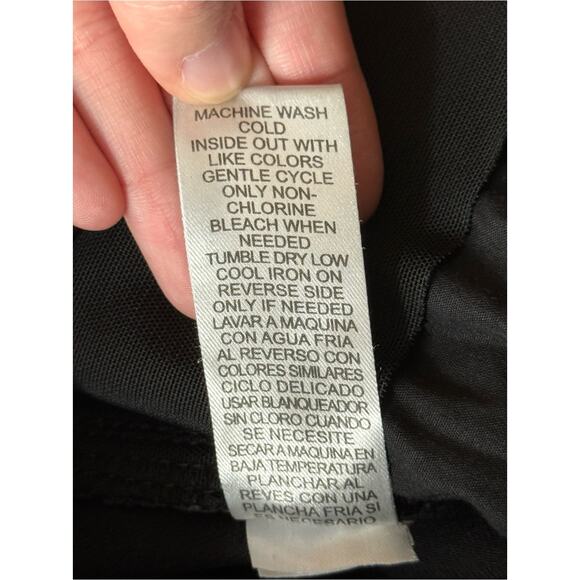 MACHINE WASH
COLD
INSIDE OUT WITH
LIKE COLORS
GENTLE CYCLE
ONLY NON-
CHLORINE
BLEACH WHEN
NEEDED
TUMBLE DRY LOW
COOL IRON ON
REVERSE SIDE
ONLY IF NEEDED
LAVAR A MAQUINA
CON AGUA FRIA
AL REVERSO CON
COLORES SIMILARES
CICLO DELICADO
USAR BLANQUEADOR
SIN CLORO CUANDO
SE NECESITE
SECAR A MAQUINA EN
BAJA TEMPERATURA
PLANCHAR AL
REVES CON UNA
PLANCHA FRIA SI
ES NECESARIO